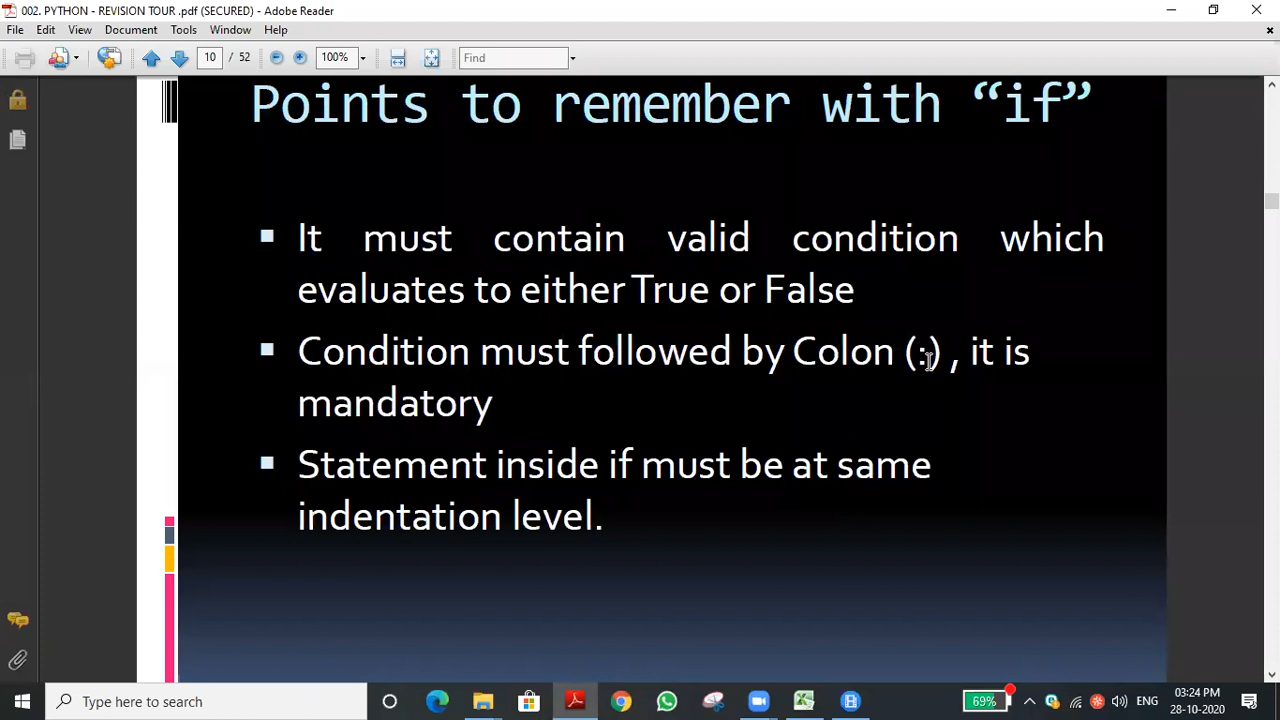 002. PYTHON - REVISION TOUR .pdf (SECURED) - Adobe Reader
File Edit View Document Tools Window Help
10 / 52 100% Find
Points to remember with “if”
It must contain valid condition which
evaluates to either True or False
Condition must followed by Colon (:) , it is
mandatory
Statement inside if must be at same
indentation level.
Type here to search
69%
ENG
03:24 PM
28-10-2020